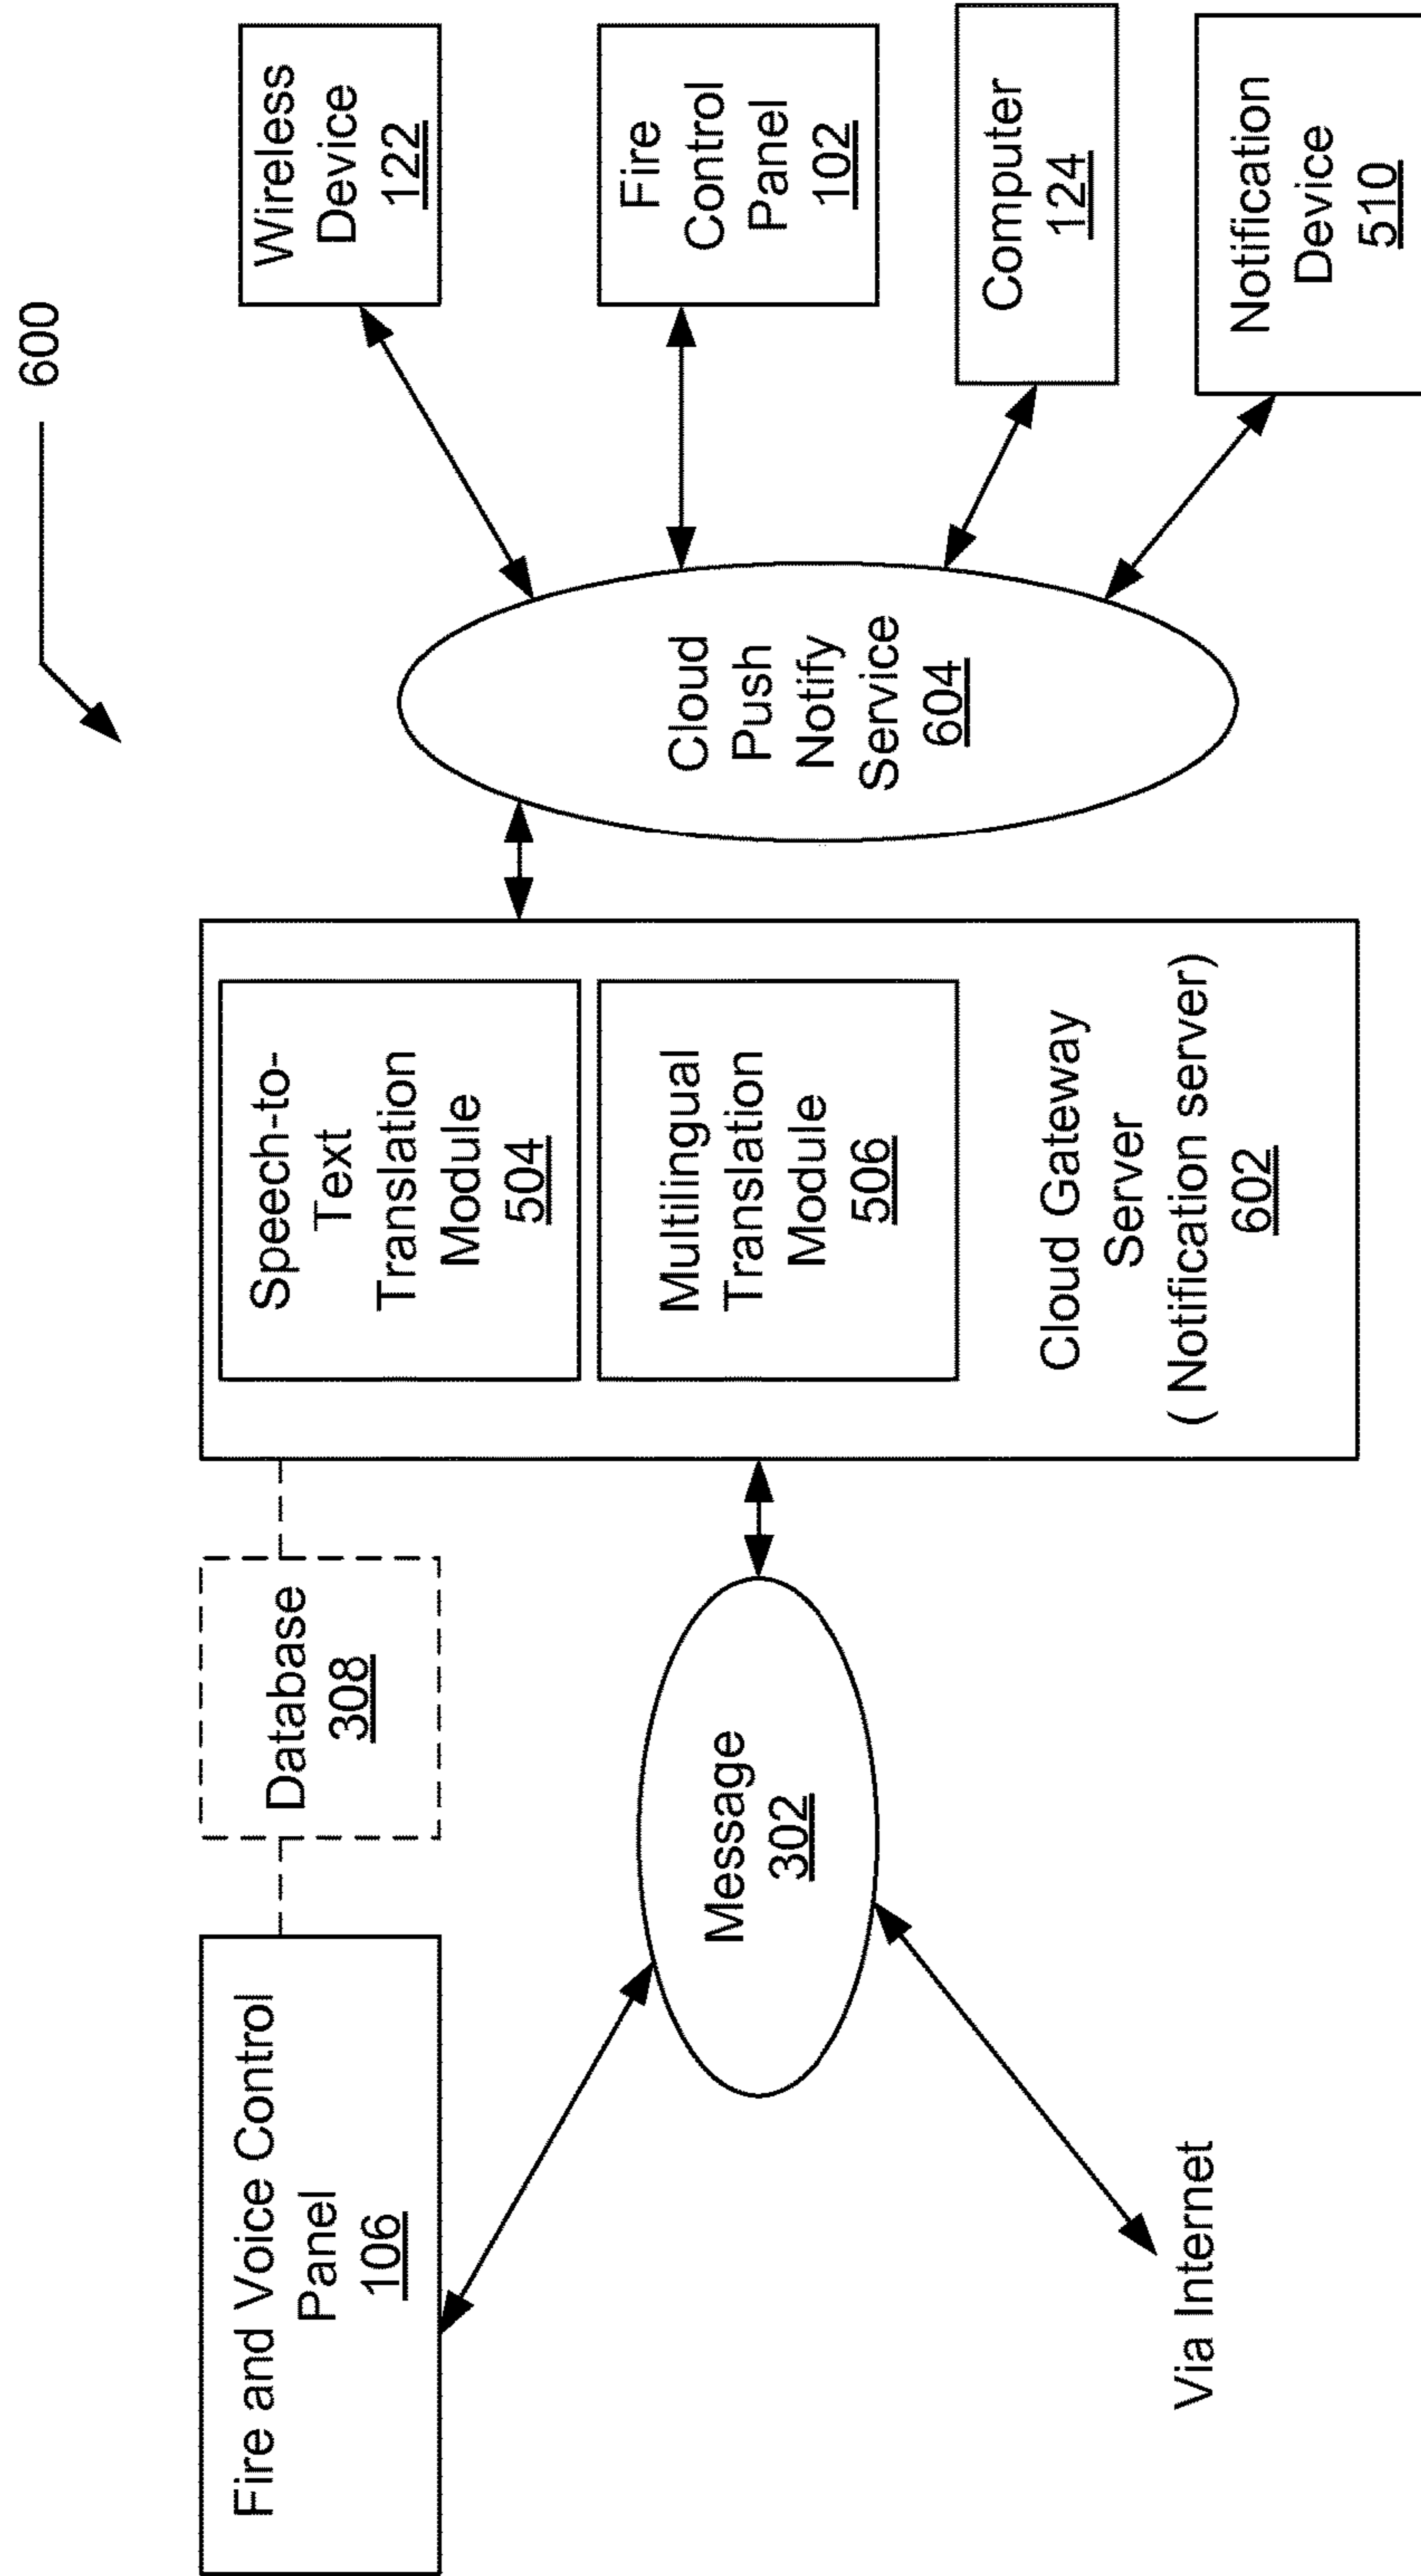 600
Fire and Voice Control
Panel
106
Database
308
Message
302
Via Internet
Speech-to-
Text
Translation
Module
504
Multilingual
Translation
Module
506
Cloud Gateway
Server
( Notification server)
602
Cloud
Push
Notify
Service
604
Wireless
Device
122
Fire
Control
Panel
102
Computer
124
Notification
Device
510